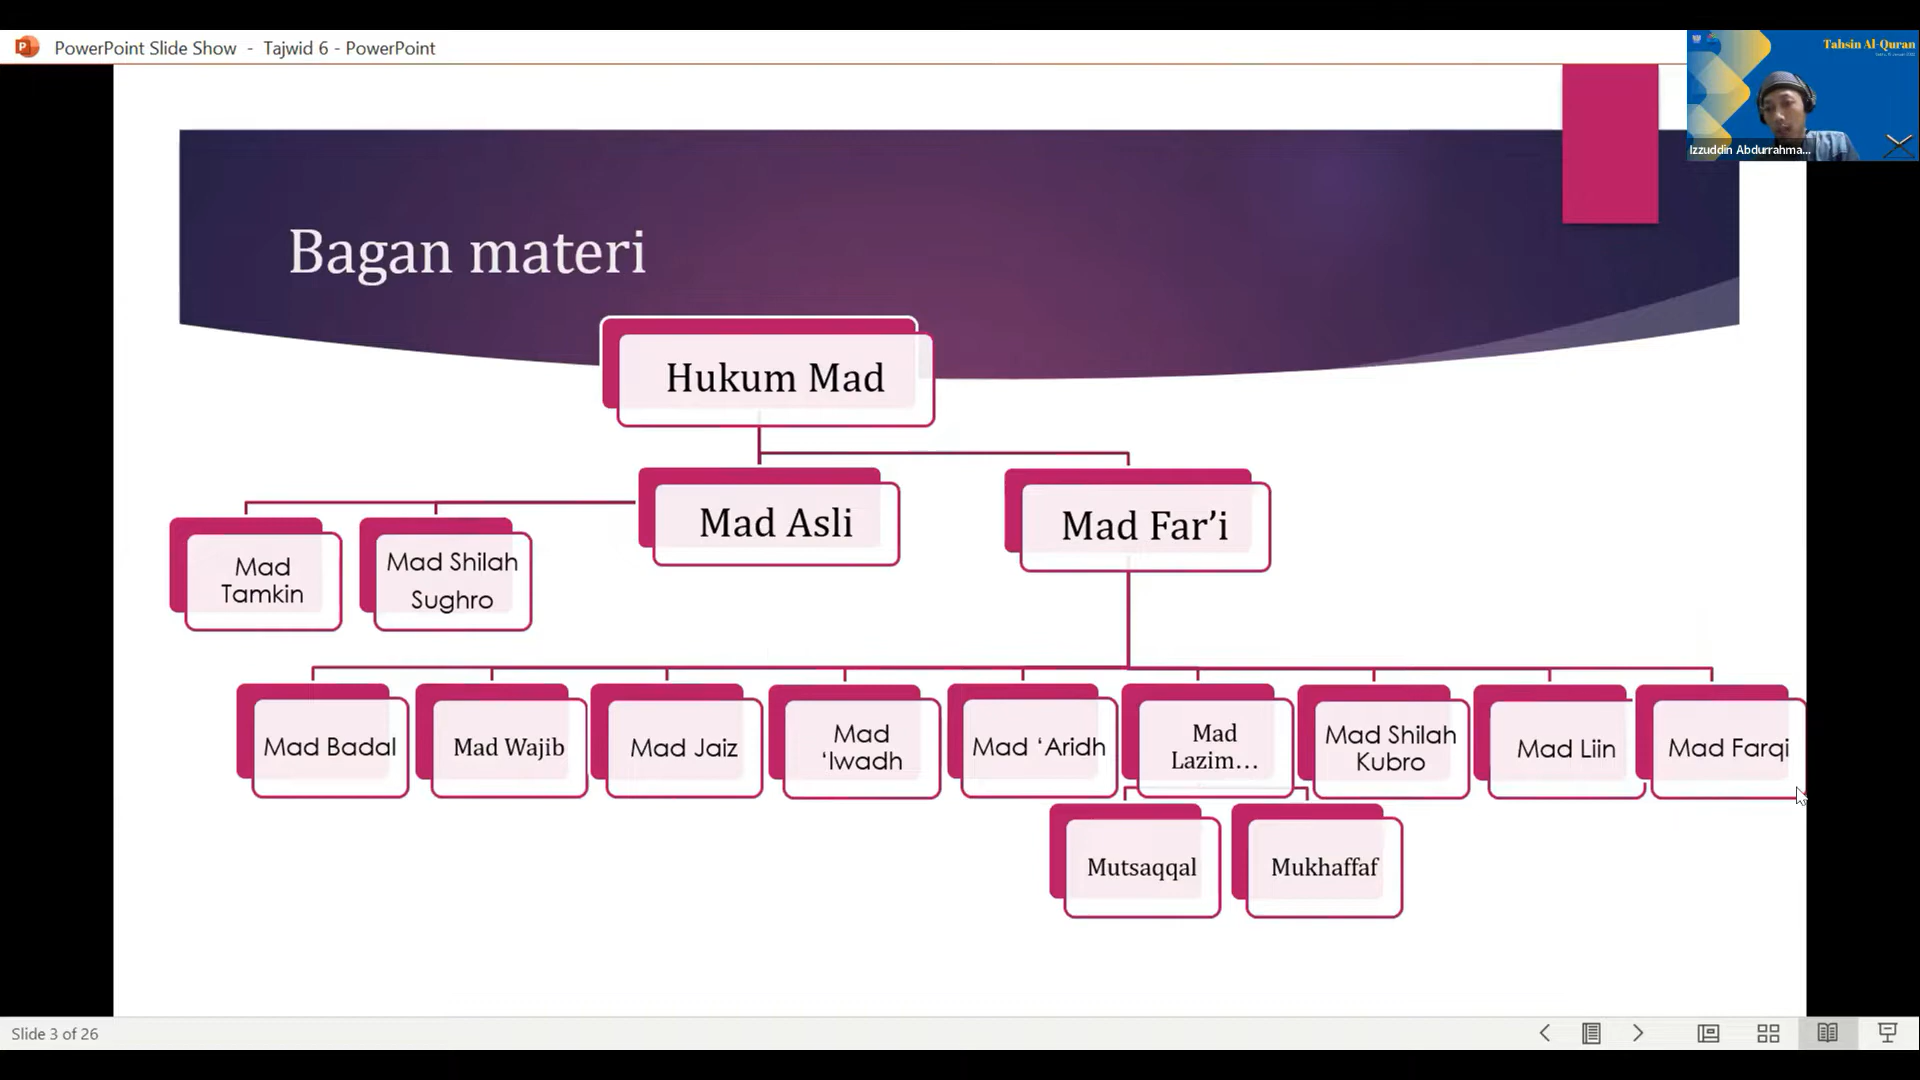 PowerPoint Slide Show - Tajwid 6 - PowerPoint
Tahsin Al-Quran
Izzuddin Abdurrahma...
Bagan materi
Hukum Mad
Mad Asli
Mad Far’i
Mad
Tamkin
Mad Shilah
Sughro
Mad Badal
Mad Wajib
Mad Jaiz
Mad
‘Iwadh
Mad ‘Aridh
Mad
Lazim…
Mad Shilah
Kubro
Mad Liin
Mad Farqi
Mutsaqqal
Mukhaffaf
Slide 3 of 26